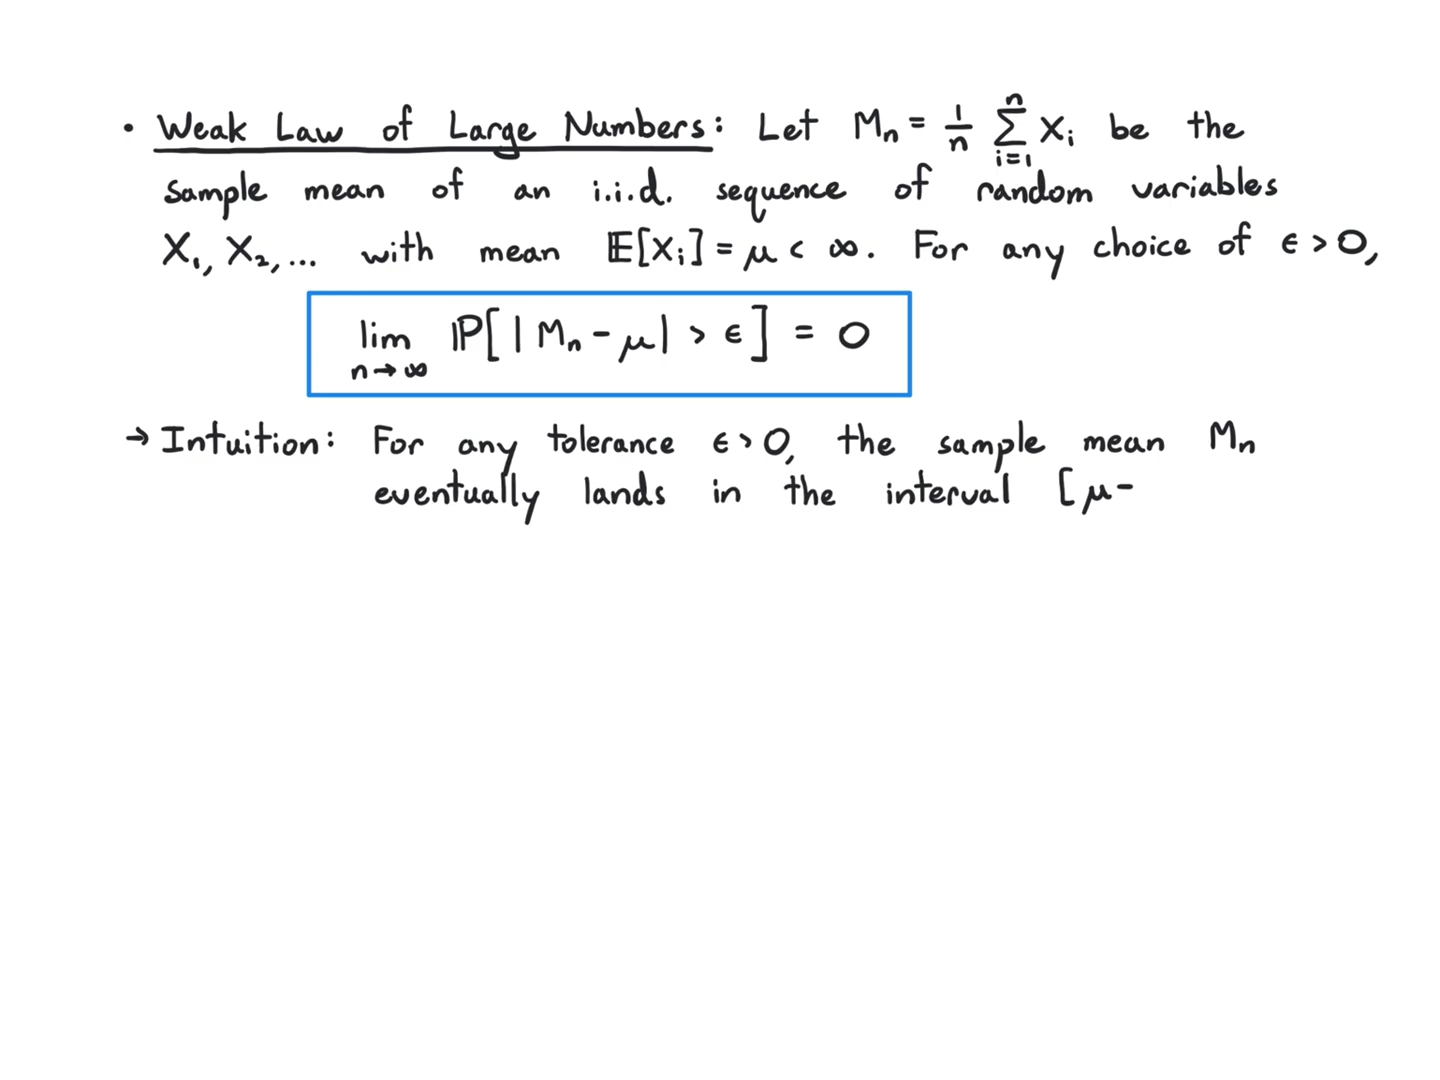 • Weak Law of Large Numbers: Let Mₙ = 1/n ∑ᵢ₌₁ⁿ Xᵢ be the
sample mean of an i.i.d. sequence of random variables
X₁, X₂, ... with mean 𝔼[Xᵢ] = μ < ∞. For any choice of ϵ > 0,
lim n→∞ ℙ[|Mₙ - μ| > ϵ] = 0
→ Intuition: For any tolerance ϵ > 0, the sample mean Mₙ
eventually lands in the interval [μ-